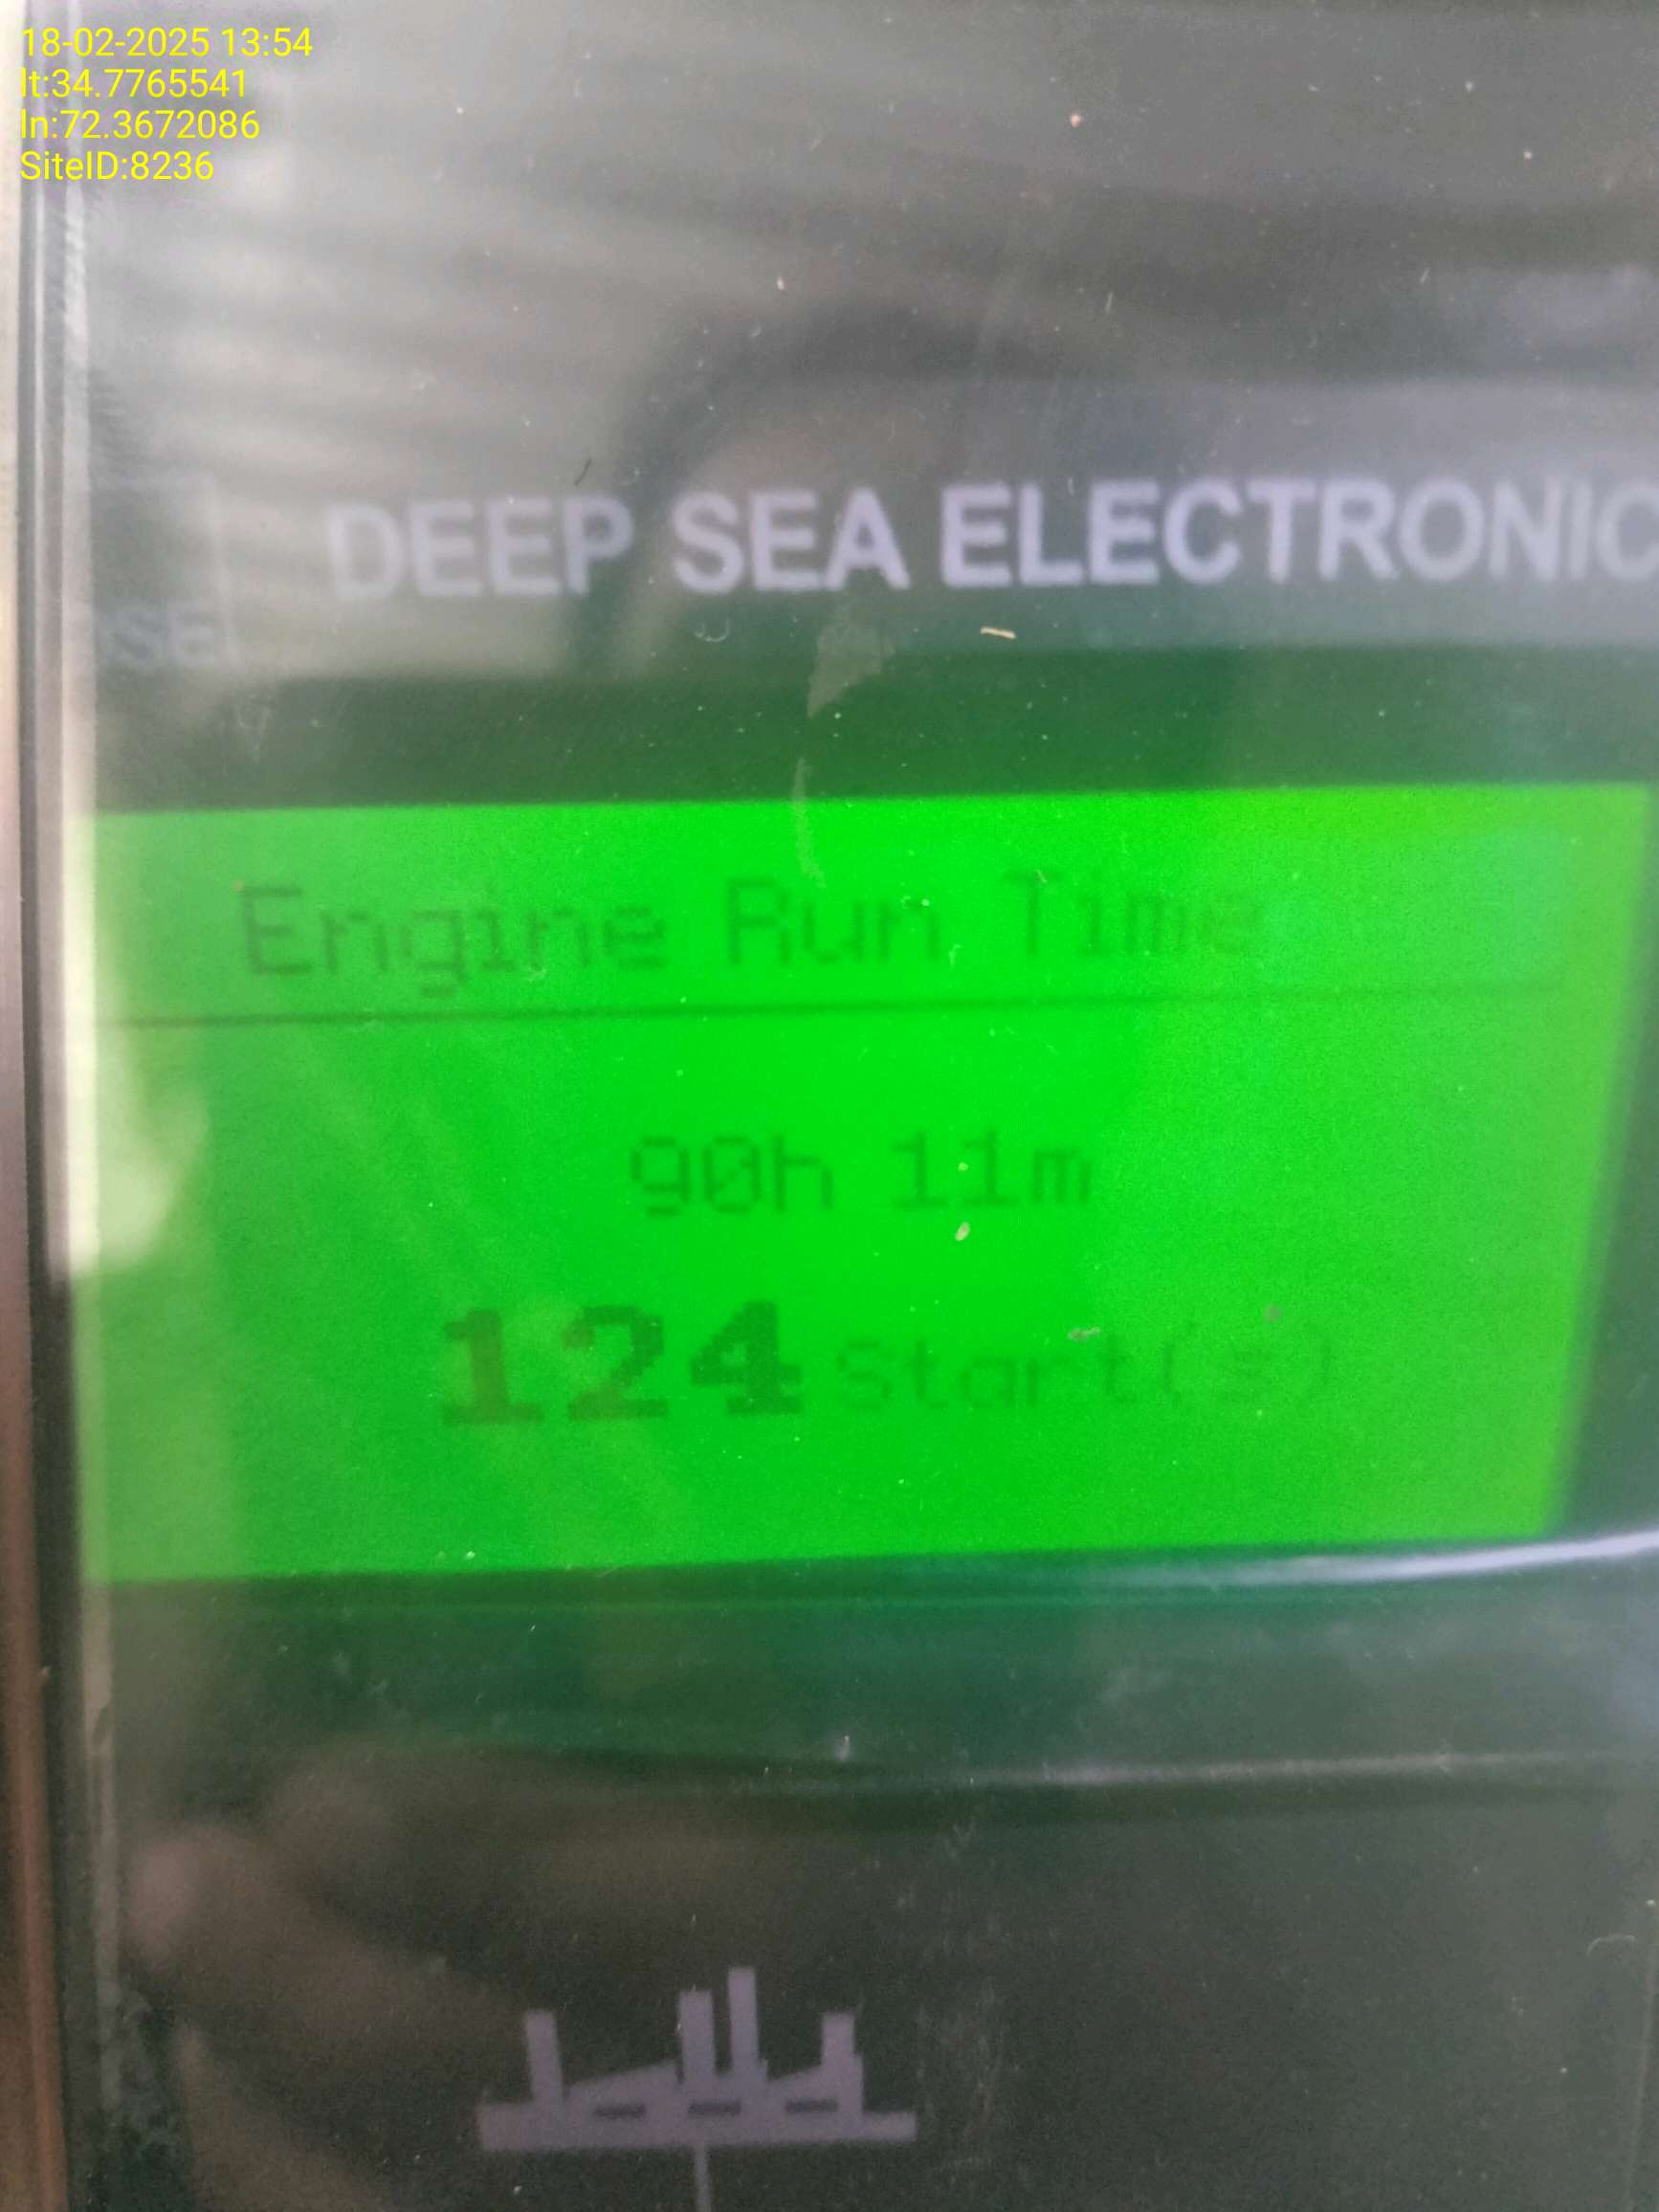 18-02-2025 13:54
lt:34.7765541
ln:72.3672086
SiteID:8236
DEEP SEA ELECTRONIC
se
Engine Run Time
90h 11m
124 Start(s)